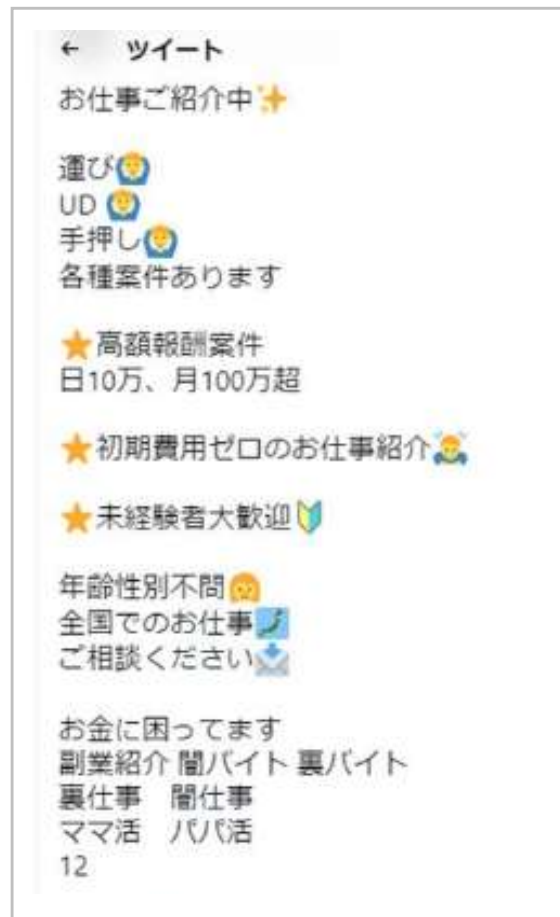 ← ツイート
お仕事ご紹介中✨
運び🙆
UD 🙆
手押し🙆
各種案件あります
⭐高額報酬案件
日10万、月100万超
⭐初期費用ゼロのお仕事紹介🙇
⭐未経験者大歓迎🔰
年齢性別不問🙆
全国でのお仕事🗾
ご相談ください📩
お金に困ってます
副業紹介 闇バイト 裏バイト
裏仕事　闇仕事
ママ活　パパ活
12